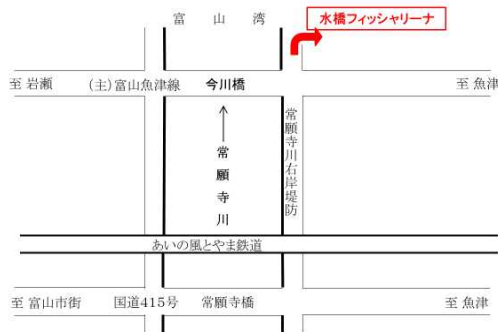 富山湾
水橋フィッシャリーナ
至 岩瀬 (主)富山魚津線 今川橋 至 魚津
常願寺川
常願寺川右岸堤防
あいの風とやま鉄道
至 富山市街 国道415号 常願寺橋 至 魚津